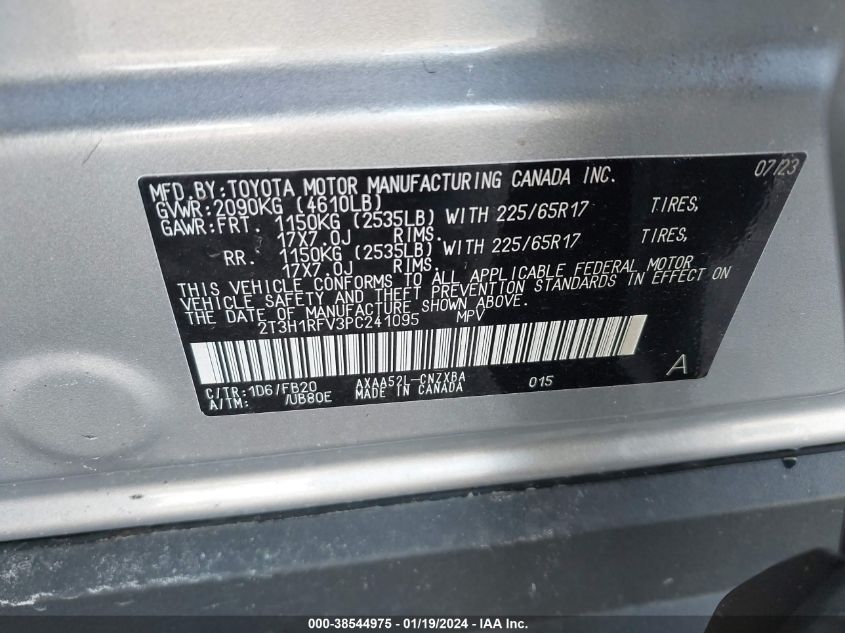 07/23
MFD. BY: TOYOTA MOTOR MANUFACTURING CANADA INC.
GVWR: 2090KG (4610LB)
GAWR: FRT. 1150KG (2535LB) WITH 225/65R17 TIRES,
17X7.0J RIMS.
RR. 1150KG (2535LB) WITH 225/65R17 TIRES,
17X7.0J RIMS.
THIS VEHICLE CONFORMS TO ALL APPLICABLE FEDERAL MOTOR
VEHICLE SAFETY AND THEFT PREVENTION STANDARDS IN EFFECT ON
THE DATE OF MANUFACTURE SHOWN ABOVE.
2T3H1RFV3PC241095 MPV
C/TR: 1D6/FB20 AXAA52L-CNZXBA 015 A
A/TM: /UB80E MADE IN CANADA
000-38544975 - 01/19/2024 - IAA Inc.